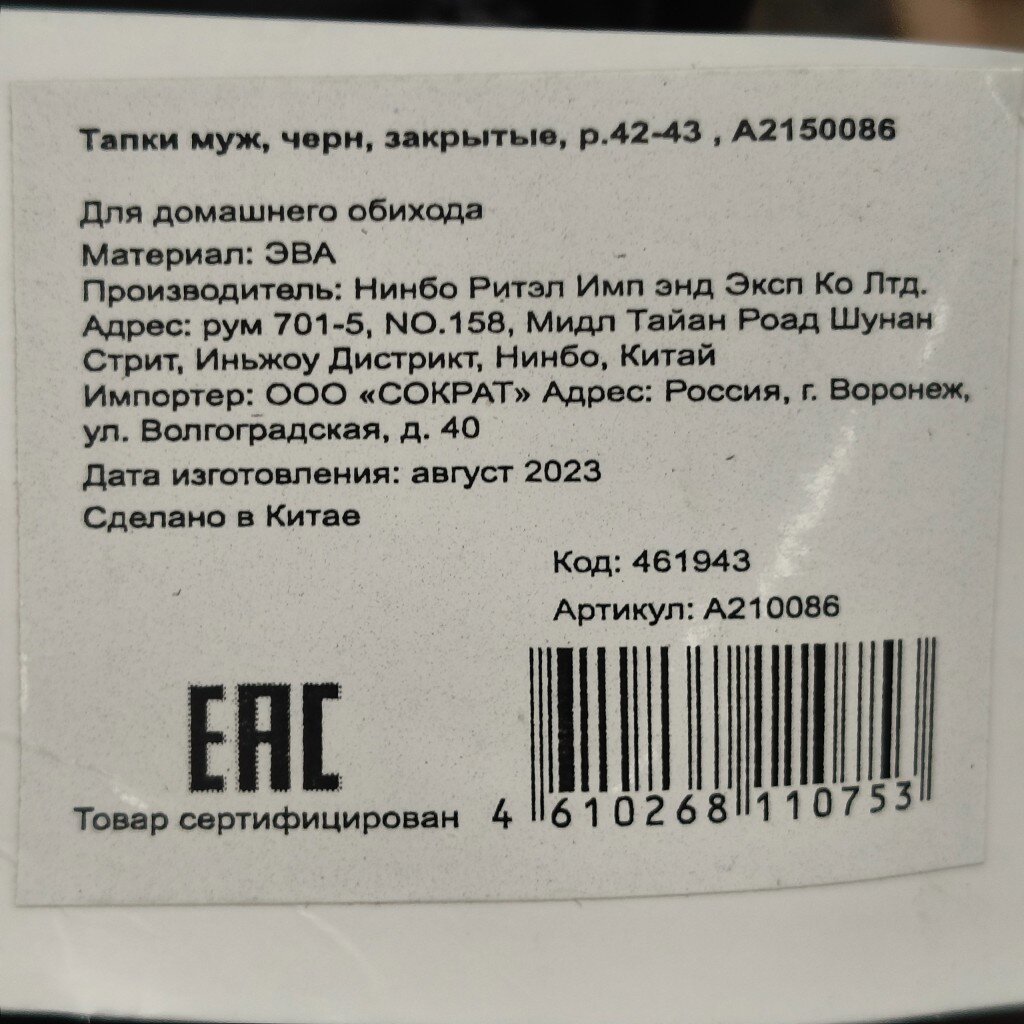 Тапки муж, черн, закрытые, р.42-43 , А2150086
Для домашнего обихода
Материал: ЭВА
Производитель: Нинбо Ритэл Имп энд Эксп Ко Лтд.
Адрес: рум 701-5, NO.158, Мидл Тайан Роад Шунан
Стрит, Иньжоу Дистрикт, Нинбо, Китай
Импортер: ООО «СОКРАТ» Адрес: Россия, г. Воронеж,
ул. Волгоградская, д. 40
Дата изготовления: август 2023
Сделано в Китае
Код: 461943
Артикул: А210086
EAC
Товар сертифицирован
4 610268 110753